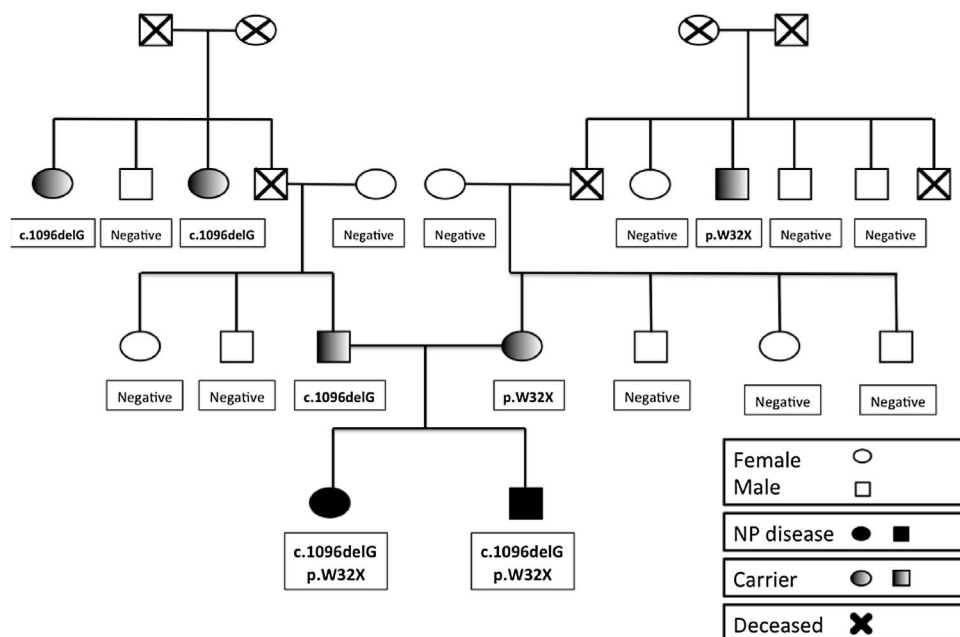 c.1096delG Negative c.1096delG Negative Negative Negative p.W32X Negative Negative
Negative Negative c.1096delG p.W32X Negative Negative Negative
Female
Male
c.1096delG
p.W32X
c.1096delG
p.W32X
NP disease
Carrier
Deceased